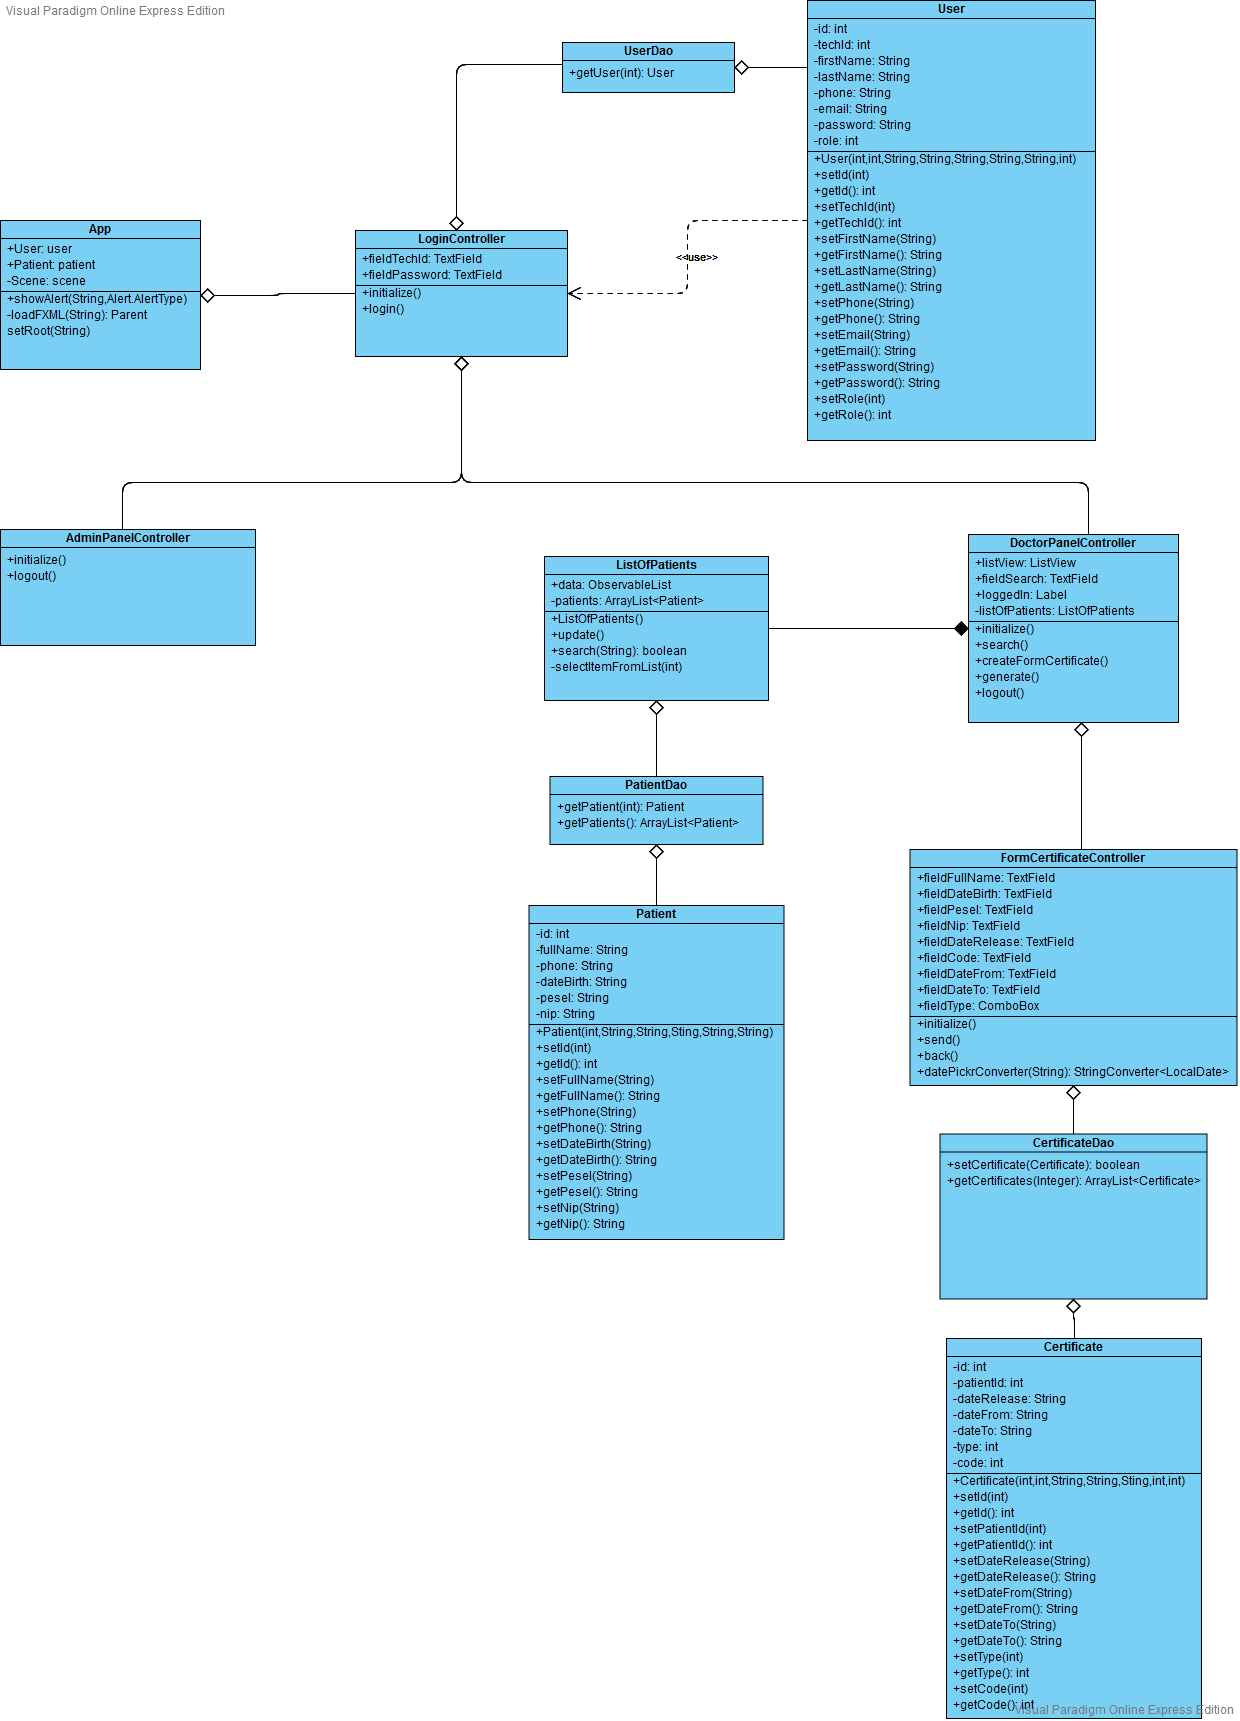 Visual Paradigm Online Express Edition
User
-id: int
-techId: int
-firstName: String
-lastName: String
-phone: String
-email: String
-password: String
-role: int
+User(int,int,String,String,String,String,String,int)
+setId(int)
+getId(): int
+setTechId(int)
+getTechId(): int
+setFirstName(String)
+getFirstName(): String
+setLastName(String)
+getLastName(): String
+setPhone(String)
+getPhone(): String
+setEmail(String)
+getEmail(): String
+setPassword(String)
+getPassword(): String
+setRole(int)
+getRole(): int
UserDao
+getUser(int): User
<<use>>
App
+User: user
+Patient: patient
-Scene: scene
+showAlert(String,Alert.AlertType)
-loadFXML(String): Parent
setRoot(String)
LoginController
+fieldTechId: TextField
+fieldPassword: TextField
+initialize()
+login()
AdminPanelController
+initialize()
+logout()
ListOfPatients
+data: ObservableList
-patients: ArrayList<Patient>
+ListOfPatients()
+update()
+search(String): boolean
-selectItemFromList(int)
DoctorPanelController
+listView: ListView
+fieldSearch: TextField
+loggedIn: Label
-listOfPatients: ListOfPatients
+initialize()
+search()
+createFormCertificate()
+generate()
+logout()
PatientDao
+getPatient(int): Patient
+getPatients(): ArrayList<Patient>
Patient
-id: int
-fullName: String
-phone: String
-dateBirth: String
-pesel: String
-nip: String
+Patient(int,String,String,Sting,String,String)
+setId(int)
+getId(): int
+setFullName(String)
+getFullName(): String
+setPhone(String)
+getPhone(): String
+setDateBirth(String)
+getDateBirth(): String
+setPesel(String)
+getPesel(): String
+setNip(String)
+getNip(): String
FormCertificateController
+fieldFullName: TextField
+fieldDateBirth: TextField
+fieldPesel: TextField
+fieldNip: TextField
+fieldDateRelease: TextField
+fieldCode: TextField
+fieldDateFrom: TextField
+fieldDateTo: TextField
+fieldType: ComboBox
+initialize()
+send()
+back()
+datePickrConverter(String): StringConverter<LocalDate>
CertificateDao
+setCertificate(Certificate): boolean
+getCertificates(Integer): ArrayList<Certificate>
Certificate
-id: int
-patientId: int
-dateRelease: String
-dateFrom: String
-dateTo: String
-type: int
-code: int
+Certificate(int,int,String,String,Sting,int,int)
+setId(int)
+getId(): int
+setPatientId(int)
+getPatientId(): int
+setDateRelease(String)
+getDateRelease(): String
+setDateFrom(String)
+getDateFrom(): String
+setDateTo(String)
+getDateTo(): String
+setType(int)
+getType(): int
+setCode(int)
+getCode(): int
Visual Paradigm Online Express Edition